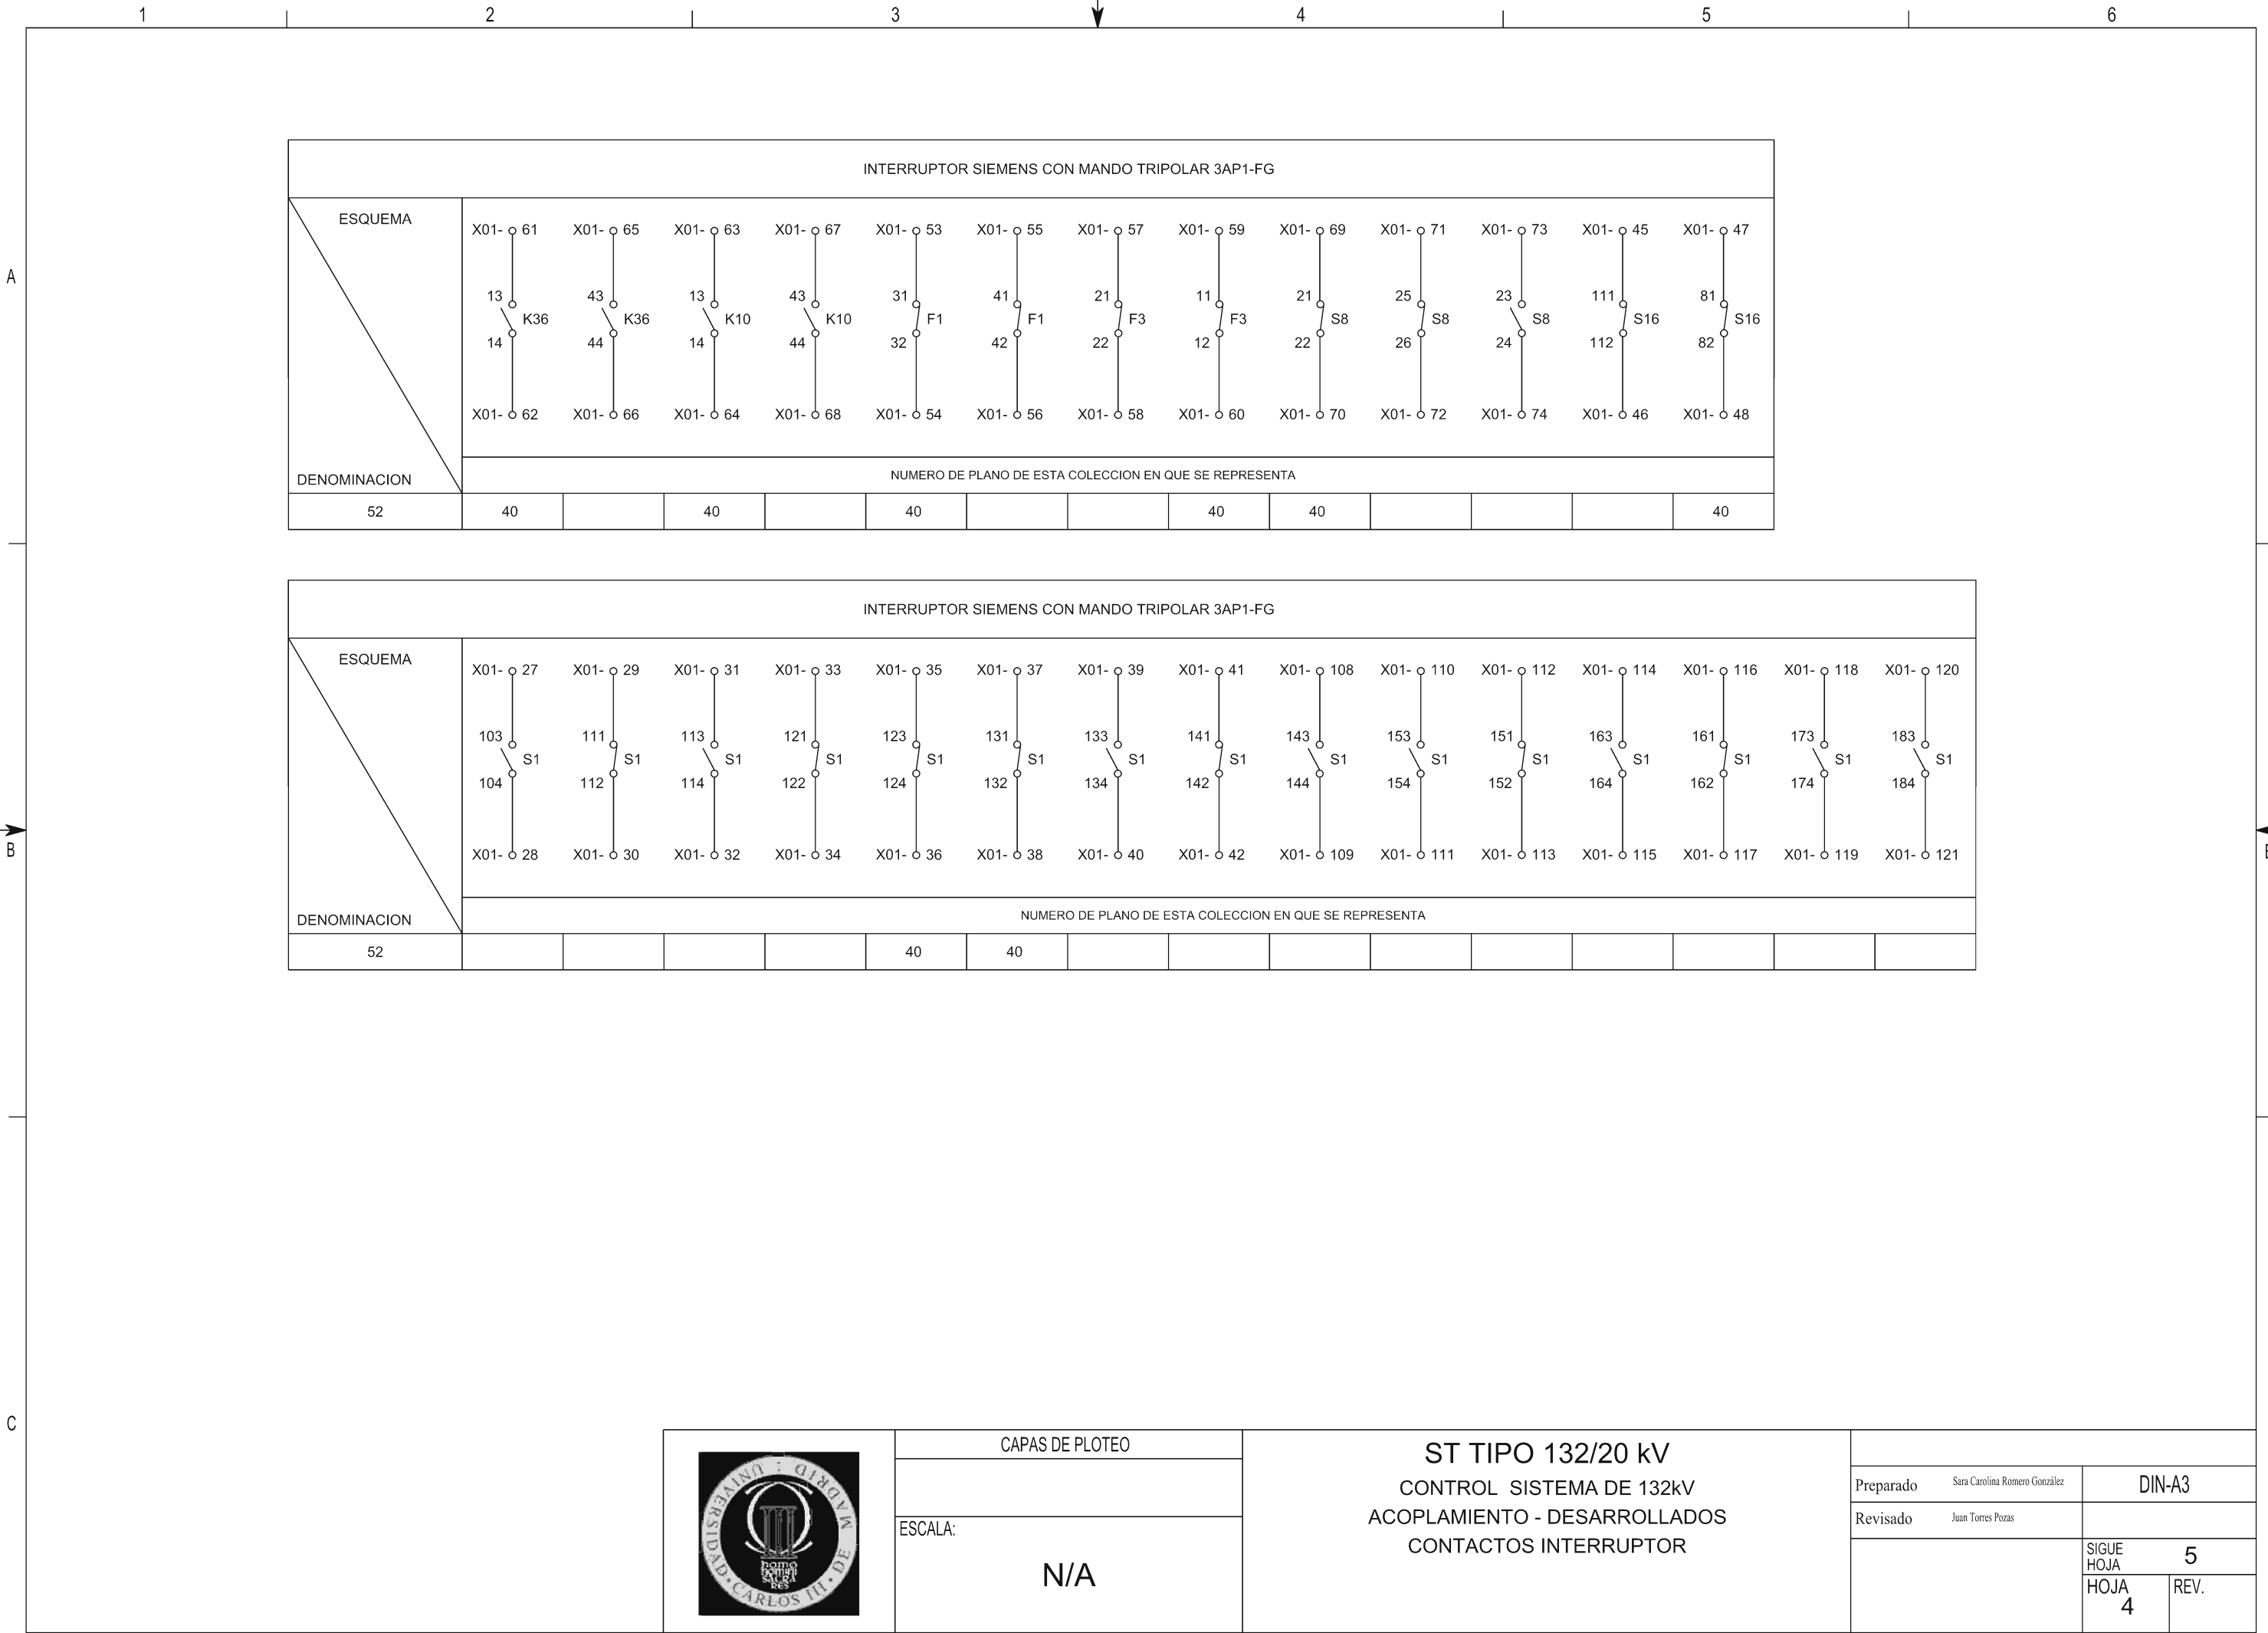 1 2 3 4 5 6
INTERRUPTOR SIEMENS CON MANDO TRIPOLAR 3AP1-FG
ESQUEMA
X01- 61 X01- 65 X01- 63 X01- 67 X01- 53 X01- 55 X01- 57 X01- 59 X01- 69 X01- 71 X01- 73 X01- 45 X01- 47
A
13 43 13 43 31 41 21 11 21 25 23 111 81
K36 K36 K10 K10 F1 F1 F3 F3 S8 S8 S8 S16 S16
14 44 14 44 32 42 22 12 22 26 24 112 82
X01- 62 X01- 66 X01- 64 X01- 68 X01- 54 X01- 56 X01- 58 X01- 60 X01- 70 X01- 72 X01- 74 X01- 46 X01- 48
DENOMINACION
NUMERO DE PLANO DE ESTA COLECCION EN QUE SE REPRESENTA
52 40 40 40 40 40 40
INTERRUPTOR SIEMENS CON MANDO TRIPOLAR 3AP1-FG
ESQUEMA
X01- 27 X01- 29 X01- 31 X01- 33 X01- 35 X01- 37 X01- 39 X01- 41 X01- 108 X01- 110 X01- 112 X01- 114 X01- 116 X01- 118 X01- 120
103 111 113 121 123 131 133 141 143 153 151 163 161 173 183
S1 S1 S1 S1 S1 S1 S1 S1 S1 S1 S1 S1 S1 S1 S1
104 112 114 122 124 132 134 142 144 154 152 164 162 174 184
B
X01- 28 X01- 30 X01- 32 X01- 34 X01- 36 X01- 38 X01- 40 X01- 42 X01- 109 X01- 111 X01- 113 X01- 115 X01- 117 X01- 119 X01- 121
DENOMINACION
NUMERO DE PLANO DE ESTA COLECCION EN QUE SE REPRESENTA
52 40 40
C
UNIVERSIDAD · CARLOS III · DE MADRID
homo
homini
SACRA
RES
CAPAS DE PLOTEO
ESCALA:
N/A
ST TIPO 132/20 kV
CONTROL SISTEMA DE 132kV
ACOPLAMIENTO - DESARROLLADOS
CONTACTOS INTERRUPTOR
Preparado Sara Carolina Romero González DIN-A3
Revisado Juan Torres Pozas
SIGUE
HOJA
5
HOJA
4
REV.